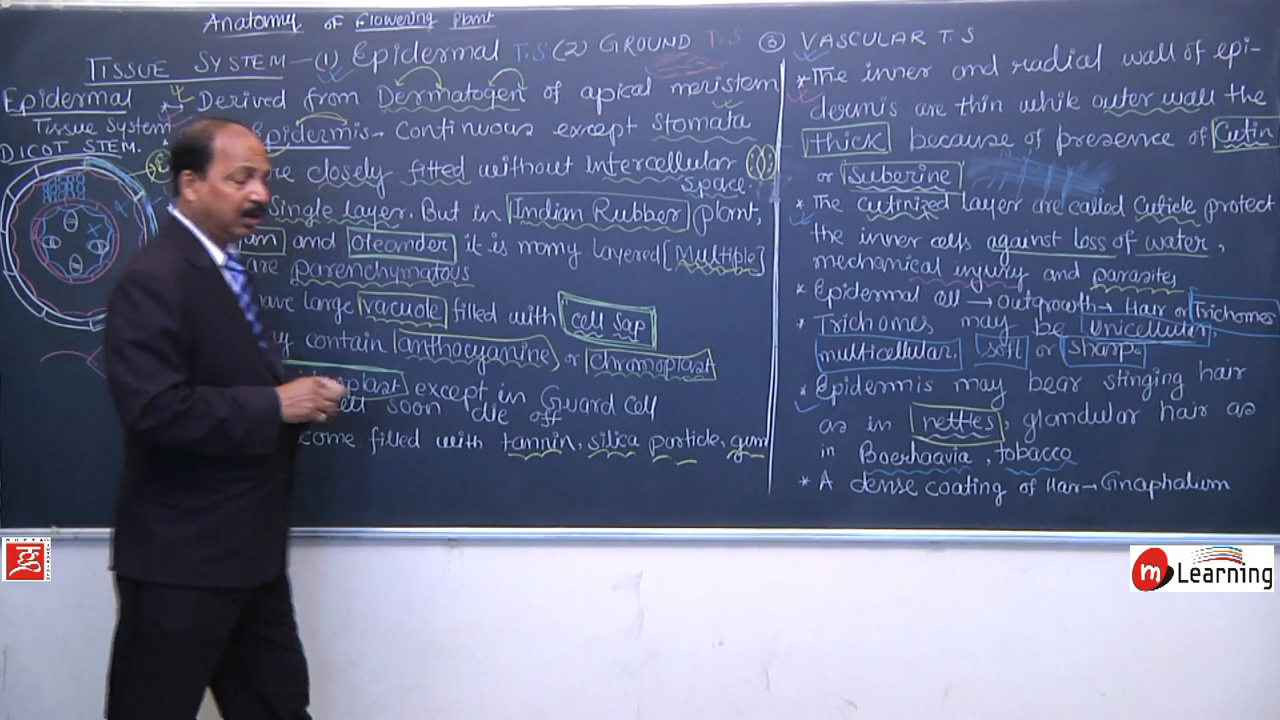 Anatomy of Flowering Plant
TISSUE SYSTEM - (1) Epidermal T.S (2) GROUND T.S (3) VASCULAR T.S
Epidermal
Tissue System
DICOT STEM.
* Derived from Dermatogen of apical meristem
Epidermis - Continuous except Stomata
closely fitted without intercellular
space.
Single layer. But in Indian Rubber plant,
and Oleander it is many layered [Multiple]
are parenchymatous
large vacuole filled with cell sap
contain anthocyanine or chromoplast
except in Guard cell
soon die off
filled with tannin, silica particle, gum
* The inner and radial wall of epi-
dermis are thin while outer wall the
thick because of presence of Cutin
or Suberine
* The cutinized layer are called Cuticle protect
the inner cells against loss of water,
mechanical injury and parasites
* Epidermal cell → outgrowth → Hair or Trichomes
* Trichomes may be Unicellular,
multicellular. Soft or Sharp.
* Epidermis may bear stinging hair
as in nettles, glandular hair as
in Boerhaavia, tobacco
* A dense coating of Hair → Gnaphalium
m Learning